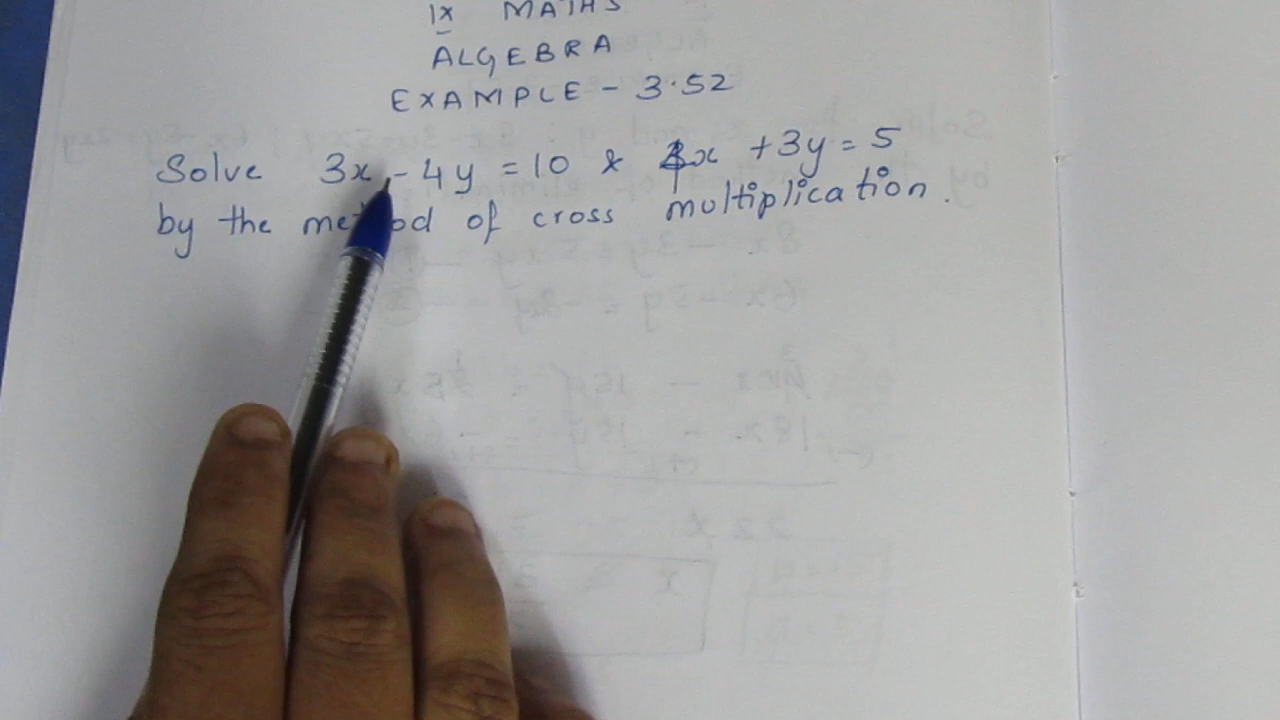 IX MATHS
ALGEBRA
EXAMPLE - 3.52
Solve 3x - 4y = 10 & 4x + 3y = 5
by the method of cross multiplication.